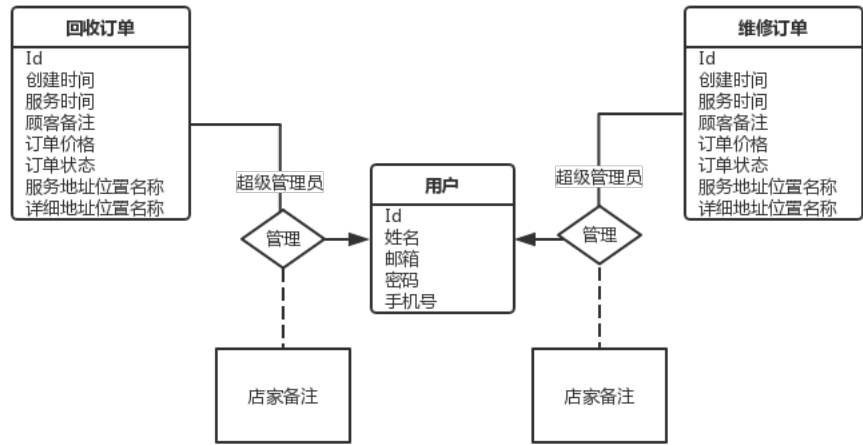 回收订单
Id
创建时间
服务时间
顾客备注
订单价格
订单状态
服务地址位置名称
详细地址位置名称
维修订单
Id
创建时间
服务时间
顾客备注
订单价格
订单状态
服务地址位置名称
详细地址位置名称
超级管理员
超级管理员
用户
Id
姓名
邮箱
密码
手机号
管理
管理
店家备注
店家备注